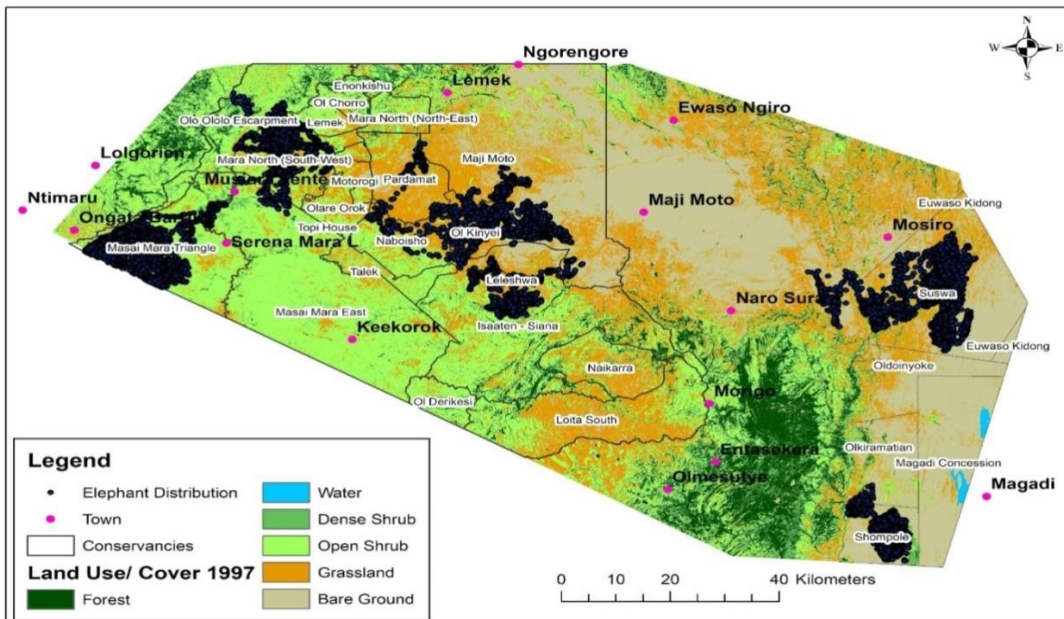 N
W E
S
Ngorengore
Enonkishu
Lemek
Ol Chorro
Ewaso Ngiro
Olo Ololo Escarpment
Lemek
Mara North (North-East)
Lolgorien
Mara North (South-West)
Maji Moto
Motorogi
Pardamat
Euwaso Kidong
Ntimaru
Olare Orok
Maji Moto
Topi House
Ol Kinyei
Mosiro
Masai Mara Triangle
Serena Mara L
Naboisho
Talek
Leleshwa
Suswa
Masai Mara East
Naro Sura
Keekorok
Isaaten - Siana
Euwaso Kidong
Naikarra
Oldoinyoke
Ol Derikesi
Morigo
Loita South
Olkiramatian
Entasekera
Magadi Concession
Olmesutye
Magadi
Shompole
Legend
Elephant Distribution
Town
Conservancies
Land Use/ Cover 1997
Forest
Water
Dense Shrub
Open Shrub
Grassland
Bare Ground
0 10 20 40 Kilometers